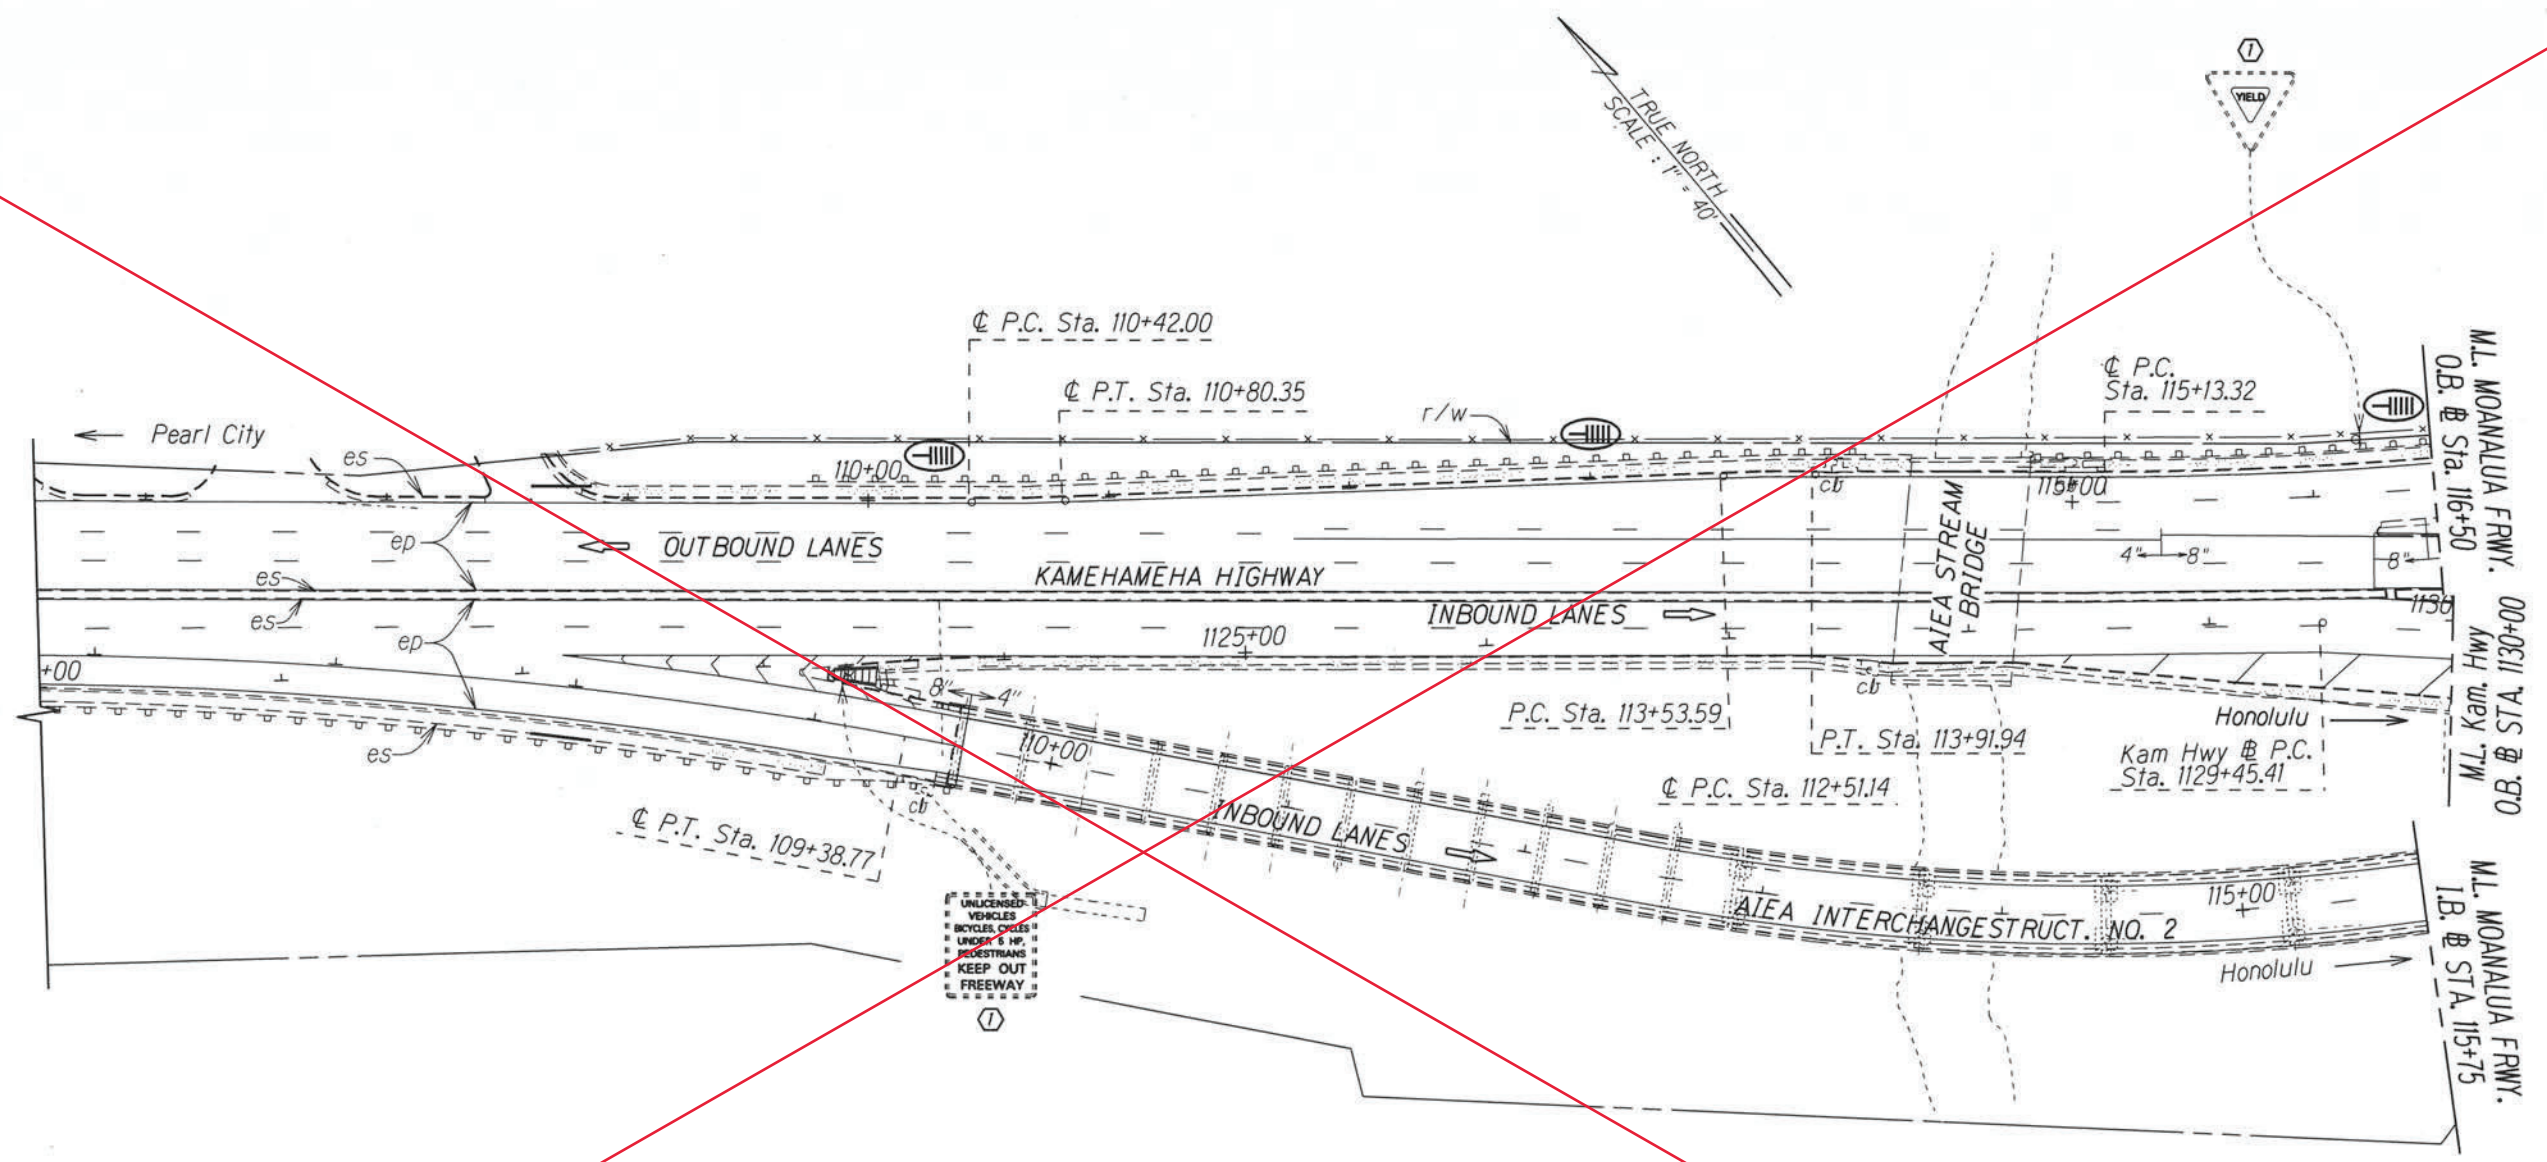 1
YIELD
TRUE NORTH
SCALE : 1" = 40'
℄ P.C. Sta. 110+42.00
℄ P.T. Sta. 110+80.35
r/w
℄ P.C.
Sta. 115+13.32
M.L. MOANALUA FRWY.
O.B. ⅊ Sta. 116+50
← Pearl City
es
110+00
cb
115+00
ep
OUTBOUND LANES
4" 8"
8"
AIEA STREAM
BRIDGE
es
KAMEHAMEHA HIGHWAY
es
INBOUND LANES
1130
ep
1125+00
+00
M.L. Kam Hwy
O.B. ⅊ STA. 1130+00
8" 4"
cb
P.C. Sta. 113+53.59
Honolulu
P.T. Sta. 113+91.94
Kam Hwy ⅊ P.C.
Sta. 1129+45.41
es
110+00
℄ P.C. Sta. 112+51.14
cb
℄ P.T. Sta. 109+38.77
INBOUND LANES
UNLICENSED
VEHICLES
BICYCLES, CYCLES
UNDER 5 HP,
PEDESTRIANS
KEEP OUT
FREEWAY
1
AIEA INTERCHANGE STRUCT. NO. 2
115+00
Honolulu
M.L. MOANALUA FRWY.
I.B. ⅊ STA. 115+75